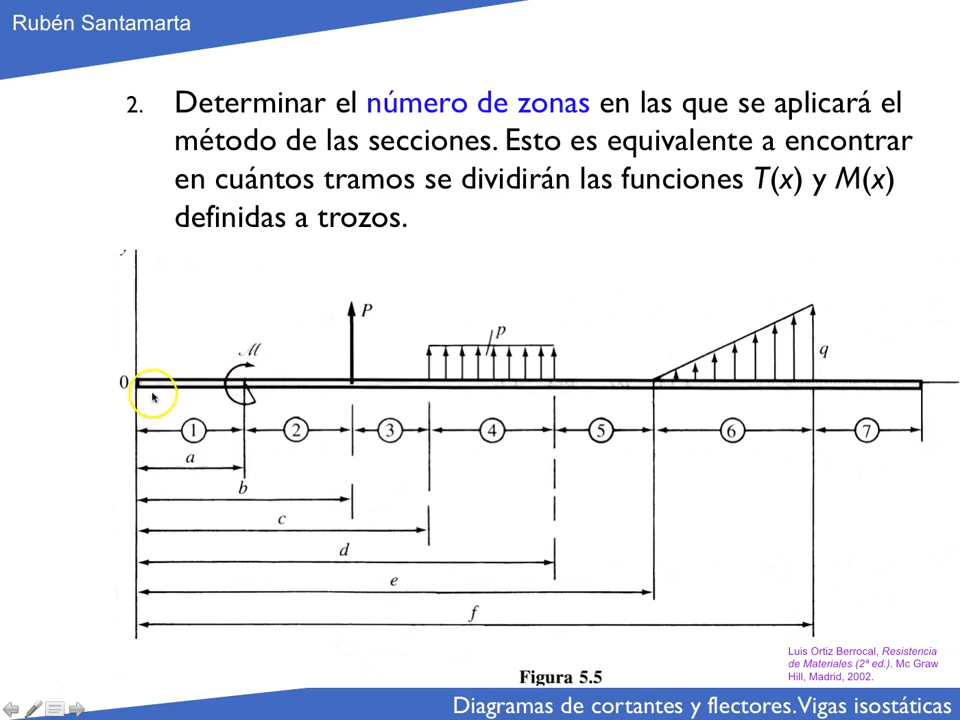 Rubén Santamarta
2. Determinar el número de zonas en las que se aplicará el
método de las secciones. Esto es equivalente a encontrar
en cuántos tramos se dividirán las funciones T(x) y M(x)
definidas a trozos.
y
P
p
ℳ
q
0
1 2 3 4 5 6 7
a
b
c
d
e
f
Luis Ortiz Berrocal, Resistencia
de Materiales (2ª ed.). Mc Graw
Hill, Madrid, 2002.
Figura 5.5
Diagramas de cortantes y flectores. Vigas isostáticas